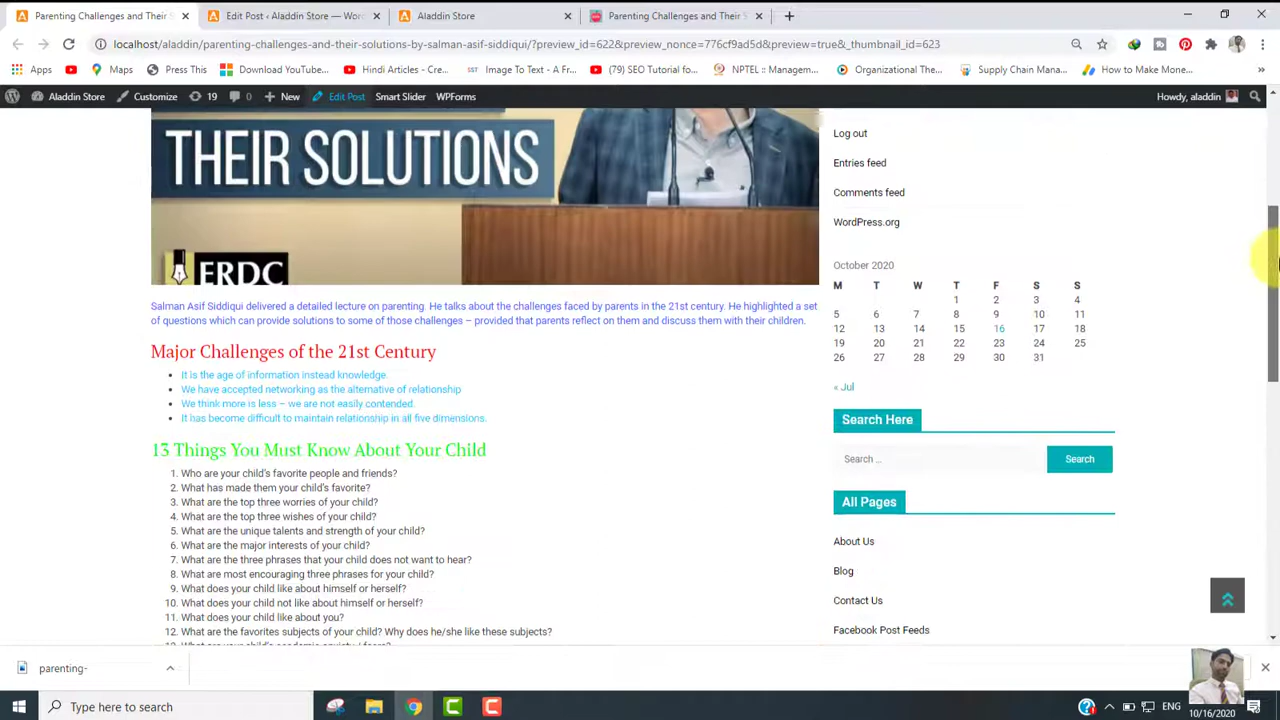 Parenting Challenges and Their S
Edit Post ‹ Aladdin Store — Word
Aladdin Store
Parenting Challenges and Their S
localhost/aladdin/parenting-challenges-and-their-solutions-by-salman-asif-siddiqui/?preview_id=622&preview_nonce=776cf9ad5d&preview=true&_thumbnail_id=623
Apps
Maps
Press This
Download YouTube...
Hindi Articles - Cre...
Image To Text - A Fr...
(79) SEO Tutorial fo...
NPTEL :: Managem...
Organizational The...
Supply Chain Mana...
How to Make Mone...
Aladdin Store
Customize
19
0
New
Edit Post
Smart Slider
WPForms
Howdy, aladdin
THEIR SOLUTIONS
ERDC
Salman Asif Siddiqui delivered a detailed lecture on parenting. He talks about the challenges faced by parents in the 21st century. He highlighted a set
of questions which can provide solutions to some of those challenges – provided that parents reflect on them and discuss them with their children.
Major Challenges of the 21st Century
• It is the age of information instead knowledge.
• We have accepted networking as the alternative of relationship
• We think more is less – we are not easily contended.
• It has become difficult to maintain relationship in all five dimensions.
13 Things You Must Know About Your Child
1. Who are your child's favorite people and friends?
2. What has made them your child's favorite?
3. What are the top three worries of your child?
4. What are the top three wishes of your child?
5. What are the unique talents and strength of your child?
6. What are the major interests of your child?
7. What are the three phrases that your child does not want to hear?
8. What are most encouraging three phrases for your child?
9. What does your child like about himself or herself?
10. What does your child not like about himself or herself?
11. What does your child like about you?
12. What are the favorites subjects of your child? Why does he/she like these subjects?
Log out
Entries feed
Comments feed
WordPress.org
October 2020
M T W T F S S
1 2 3 4
5 6 7 8 9 10 11
12 13 14 15 16 17 18
19 20 21 22 23 24 25
26 27 28 29 30 31
« Jul
Search Here
Search ...
Search
All Pages
About Us
Blog
Contact Us
Facebook Post Feeds
parenting-
Type here to search
ENG
10/16/2020